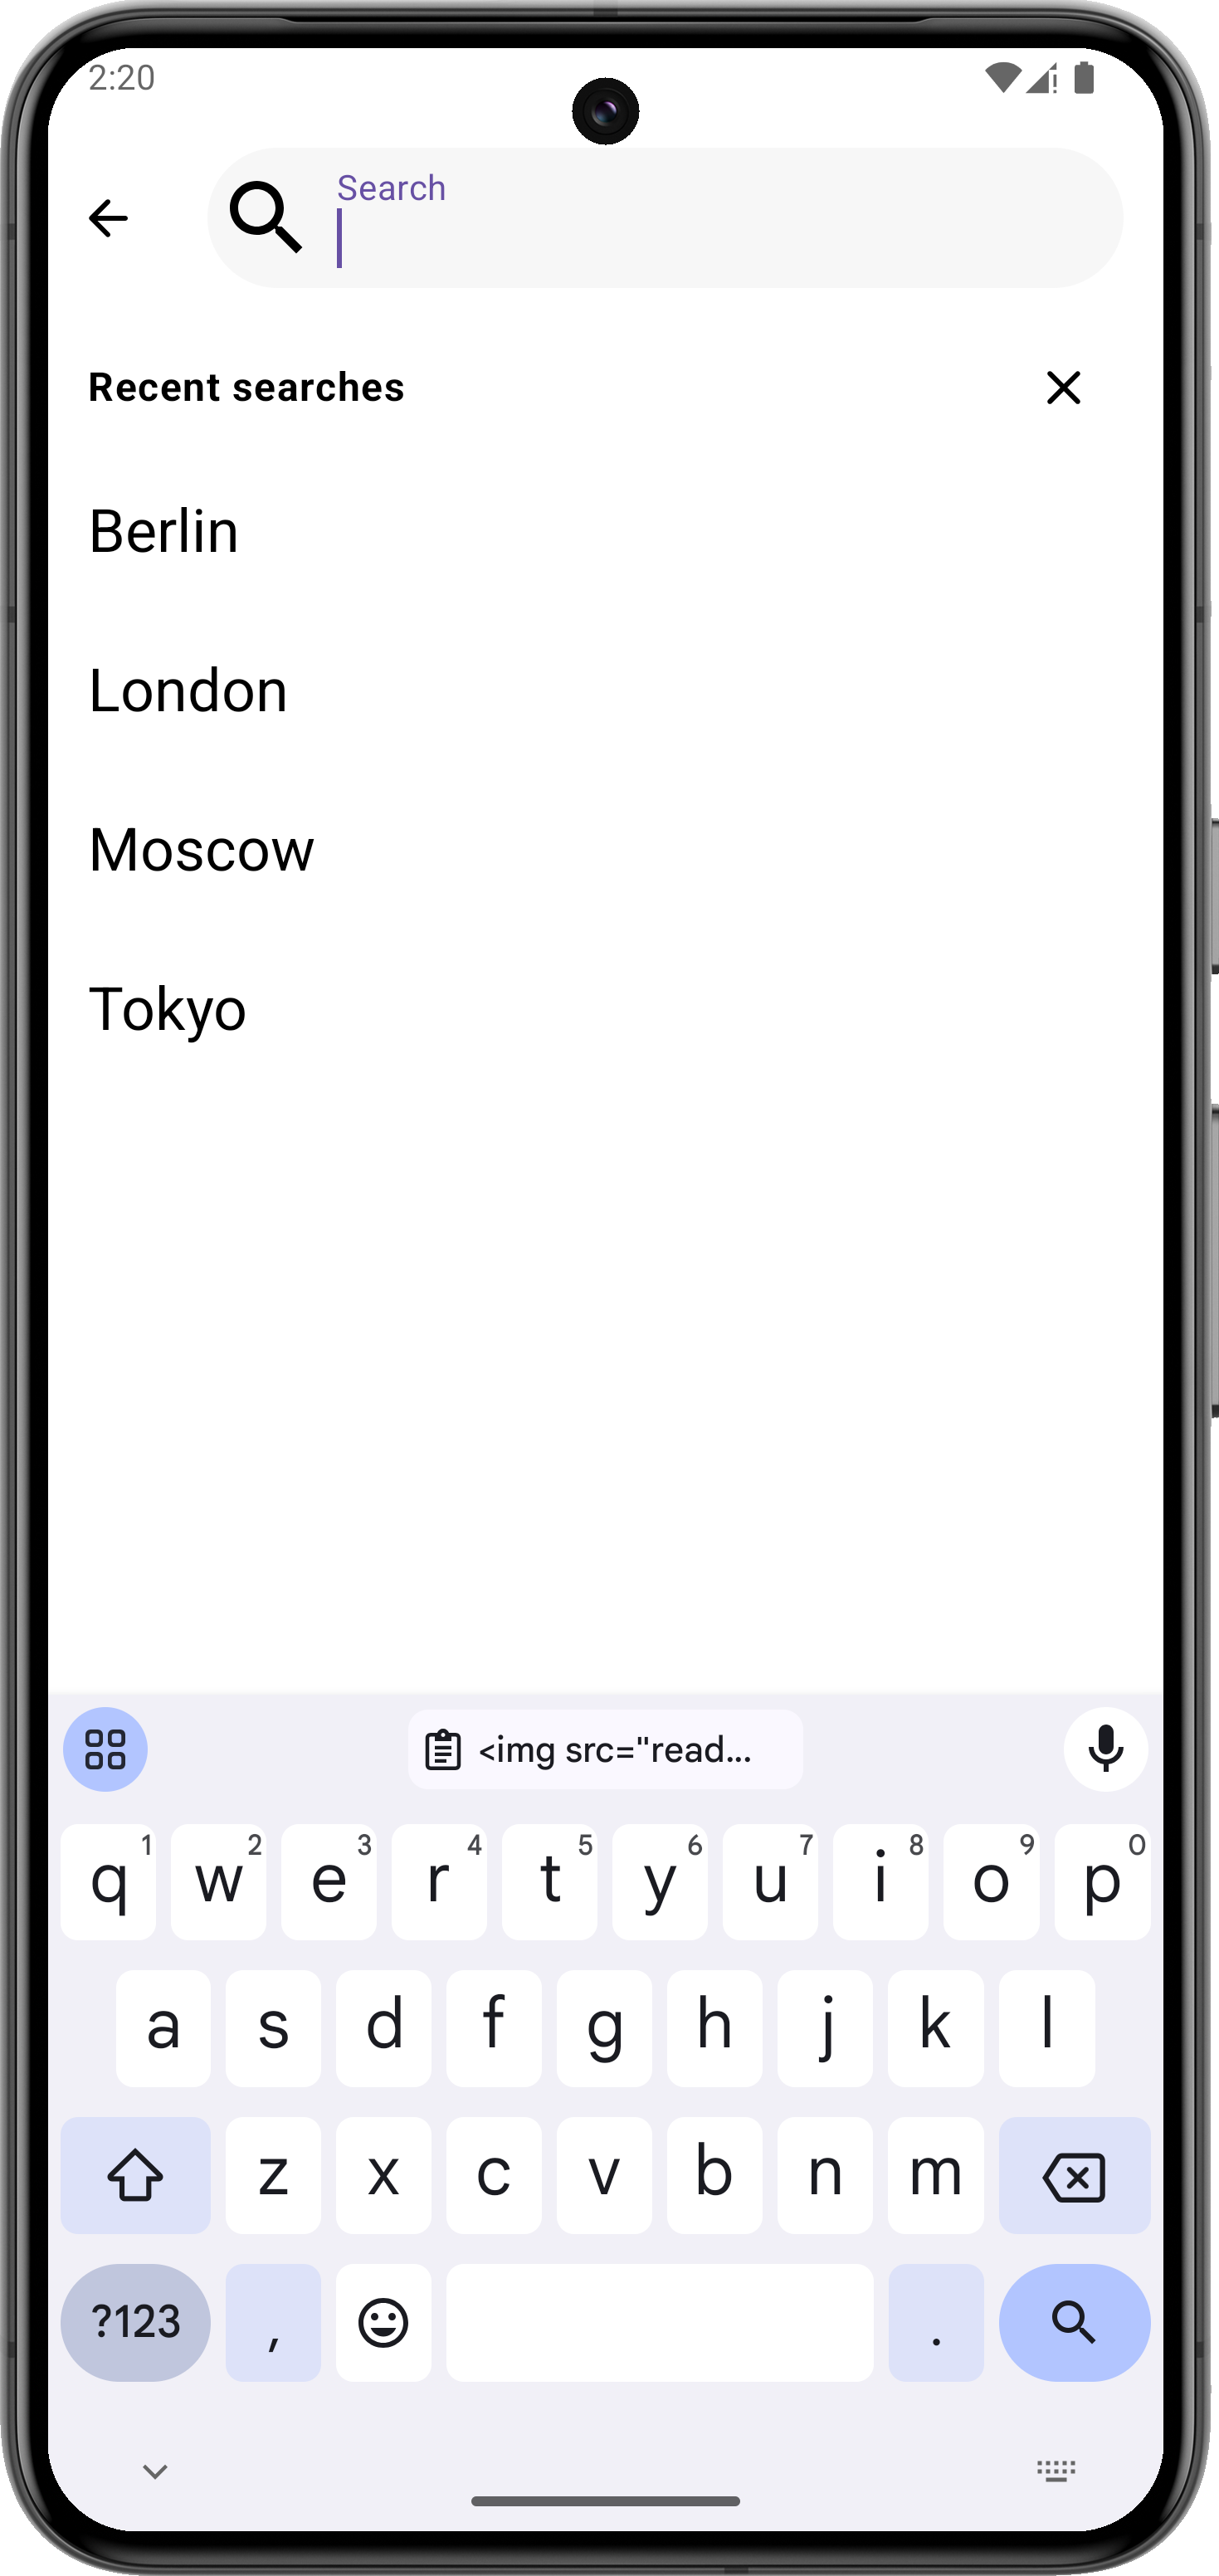 2:20
Search
Recent searches
Berlin
London
Moscow
Tokyo
<img src="read...
q 1 w 2 e 3 r 4 t 5 y 6 u 7 i 8 o 9 p 0
a s d f g h j k l
z x c v b n m
?123 , .